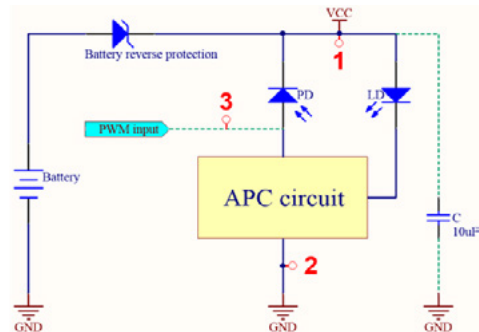 VCC
Battery reverse protection
1
PD
LD
3
PWM input
Battery
APC circuit
C
10uF
2
GND
GND
GND